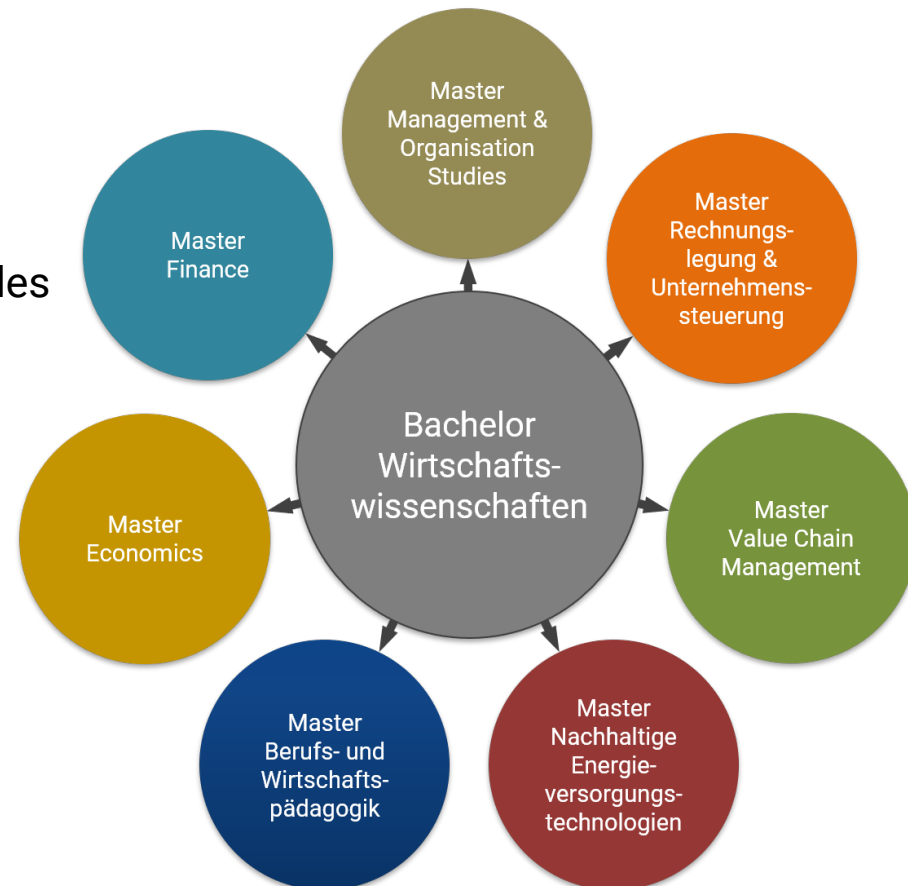 Master
Management &
Organisation
Studies
Master
Finance
Master
Rechnungs-
legung &
Unternehmens-
steuerung
les
Bachelor
Wirtschafts-
wissenschaften
Master
Economics
Master
Value Chain
Management
Master
Berufs- und
Wirtschafts-
pädagogik
Master
Nachhaltige
Energie-
versorgungs-
technologien